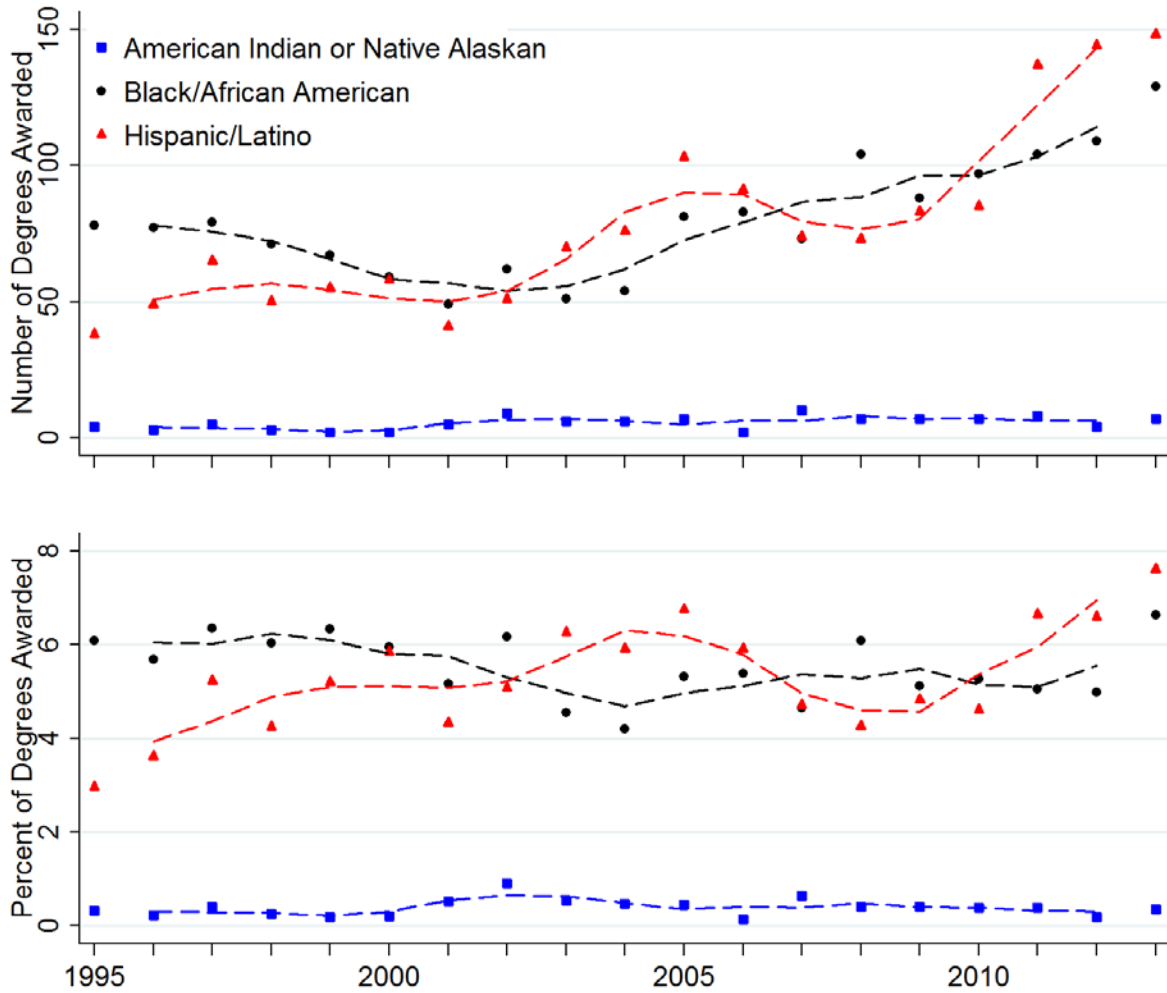 Number of Degrees Awarded
150
100
50
0
American Indian or Native Alaskan
Black/African American
Hispanic/Latino
Percent of Degrees Awarded
8
6
4
2
0
1995 2000 2005 2010